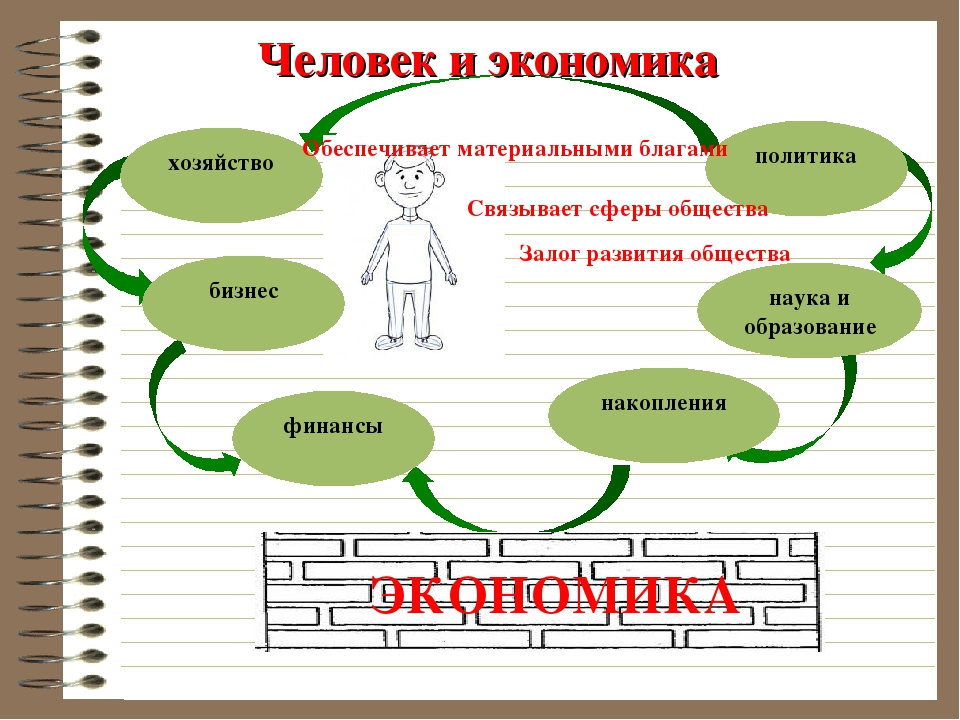 Человек и экономика
хозяйство
Обеспечивает материальными благами
политика
Связывает сферы общества
Залог развития общества
бизнес
наука и
образование
накопления
финансы
ЭКОНОМИКА